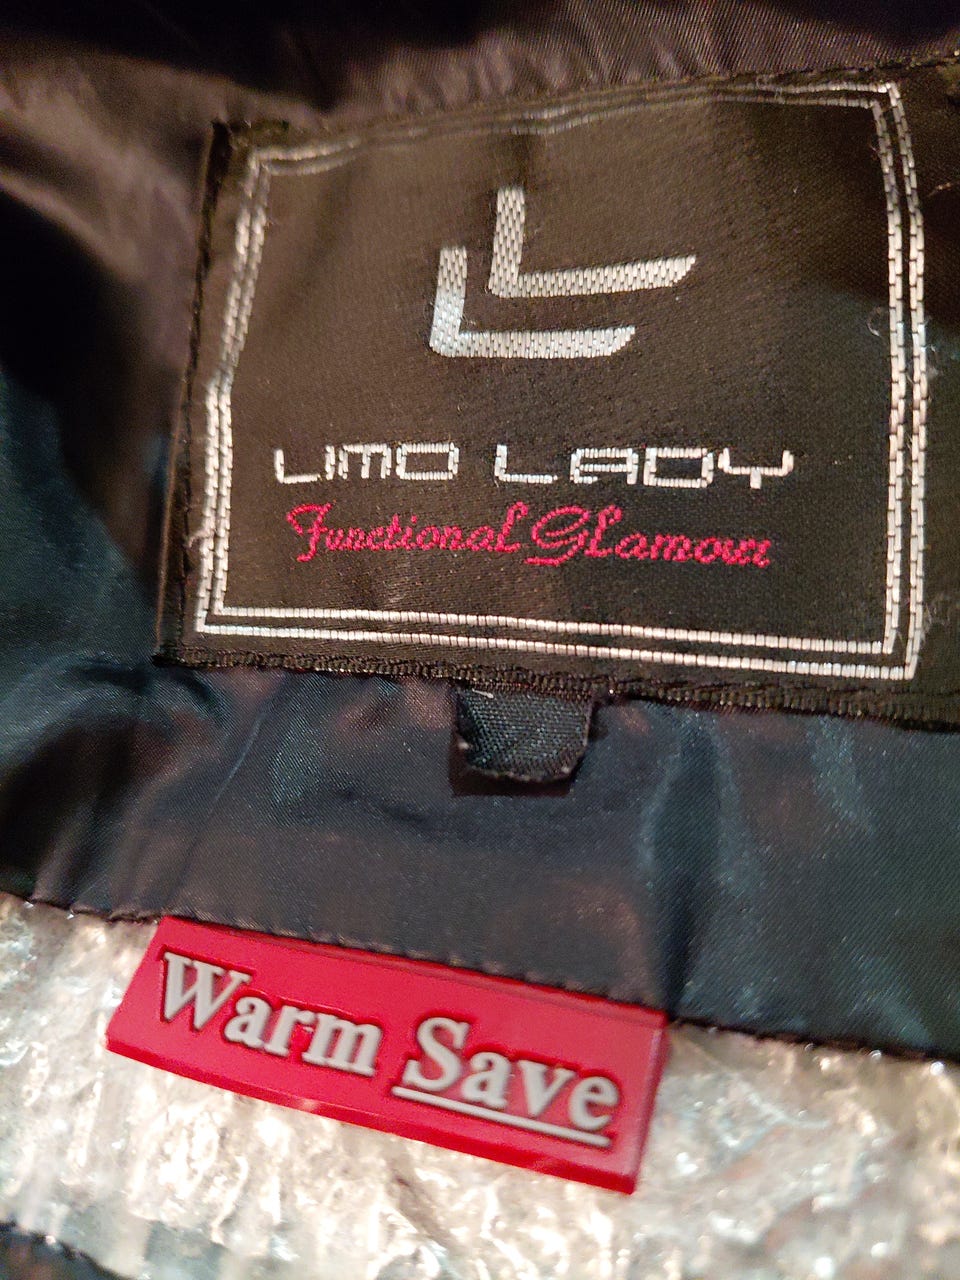 LIMO LADY
Functional Glamour
Warm Save